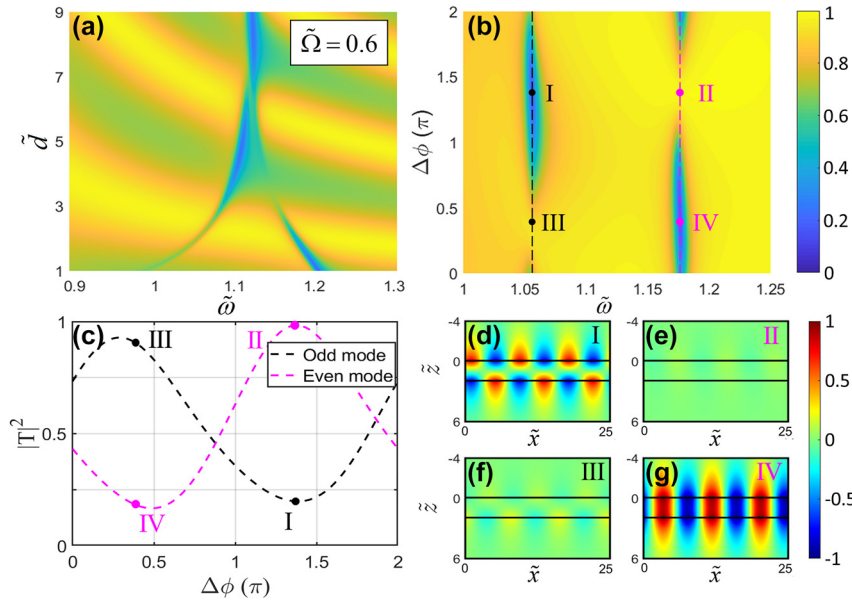 (a)
Ω̃ = 0.6
9
7
5
3
1
d̃
0.9
1
1.1
1.2
1.3
ω̃
(b)
2
1.5
1
0.5
0
Δϕ (π)
I
II
III
IV
1
1.05
1.1
1.15
1.2
1.25
ω̃
1
0.8
0.6
0.4
0.2
0
(c)
1
0.5
0
|T|²
III
II
Odd mode
Even mode
IV
I
0
0.5
1
1.5
2
Δϕ (π)
(d)
I
-4
0
6
z̃
0
25
x̃
(e)
II
-4
0
6
0
25
x̃
(f)
III
-4
0
6
z̃
0
25
x̃
(g)
IV
-4
0
6
0
25
x̃
1
0.5
0
-0.5
-1